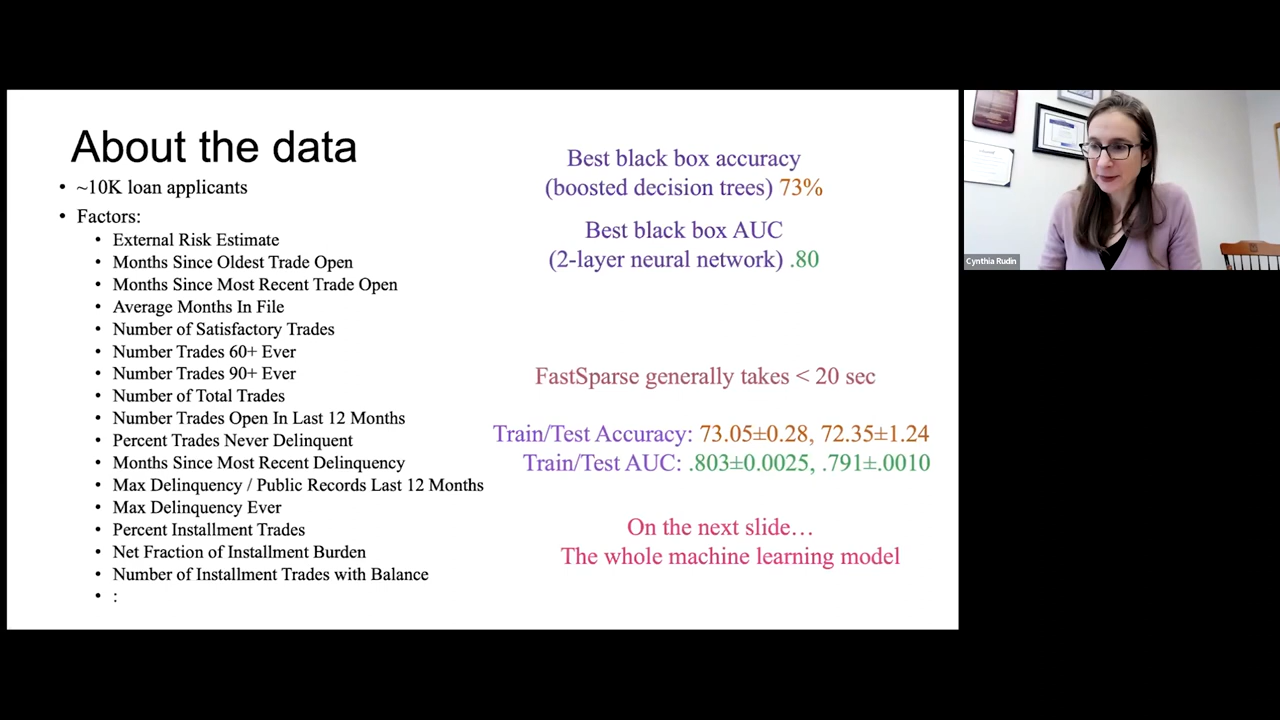 About the data
• ~10K loan applicants
• Factors:
• External Risk Estimate
• Months Since Oldest Trade Open
• Months Since Most Recent Trade Open
• Average Months In File
• Number of Satisfactory Trades
• Number Trades 60+ Ever
• Number Trades 90+ Ever
• Number of Total Trades
• Number Trades Open In Last 12 Months
• Percent Trades Never Delinquent
• Months Since Most Recent Delinquency
• Max Delinquency / Public Records Last 12 Months
• Max Delinquency Ever
• Percent Installment Trades
• Net Fraction of Installment Burden
• Number of Installment Trades with Balance
• :
Best black box accuracy
(boosted decision trees) 73%
Best black box AUC
(2-layer neural network) .80
FastSparse generally takes < 20 sec
Train/Test Accuracy: 73.05±0.28, 72.35±1.24
Train/Test AUC: .803±0.0025, .791±.0010
On the next slide…
The whole machine learning model
Cynthia Rudin